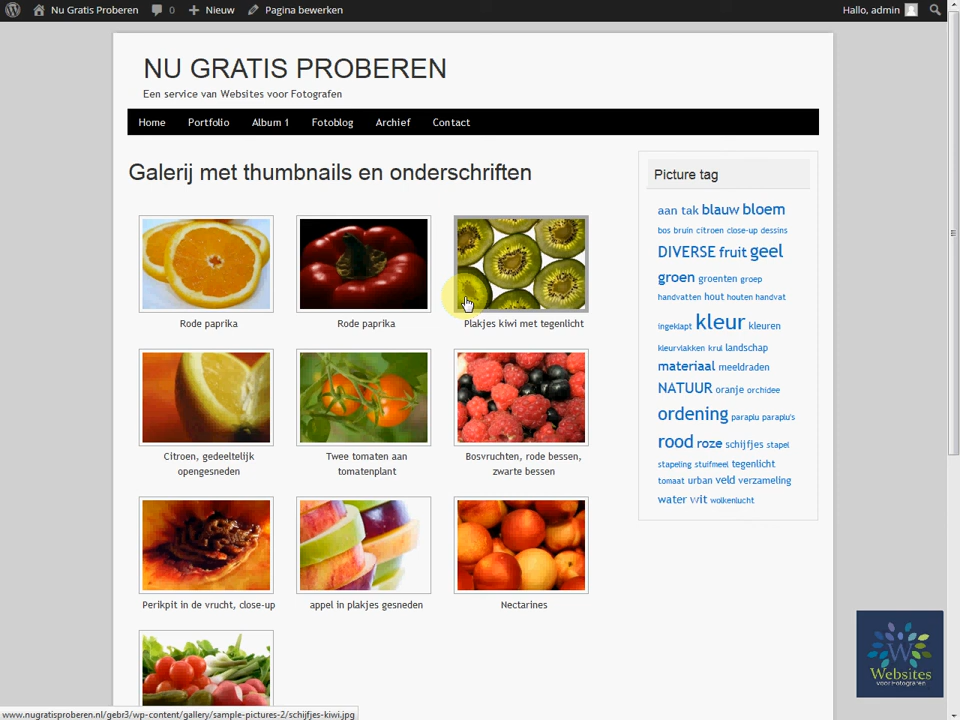 Nu Gratis Proberen 0 Nieuw Pagina bewerken Hallo, admin
NU GRATIS PROBEREN
Een service van Websites voor Fotografen
Home Portfolio Album 1 Fotoblog Archief Contact
Galerij met thumbnails en onderschriften
Rode paprika Rode paprika Plakjes kiwi met tegenlicht
Citroen, gedeeltelijk opengesneden
Twee tomaten aan tomatenplant
Bosvruchten, rode bessen, zwarte bessen
Perikpit in de vrucht, close-up appel in plakjes gesneden Nectarines
Picture tag
aan tak blauw bloem
bos bruin citroen close-up dessins
DIVERSE fruit geel
groen groenten groep
handvatten hout houten handvat
ingeklapt kleur kleuren
kleurvlakken krul landschap
materiaal meeldraden
NATUUR oranje orchidee
ordening paraplu paraplu's
rood roze schijfjes stapel
stapeling stuifmeel tegenlicht
tomaat urban veld verzameling
water wit wolkenlucht
W
Websites
voor Fotografen
www.nugratisproberen.nl/gebr3/wp-content/gallery/sample-pictures-2/schijfjes-kiwi.jpg